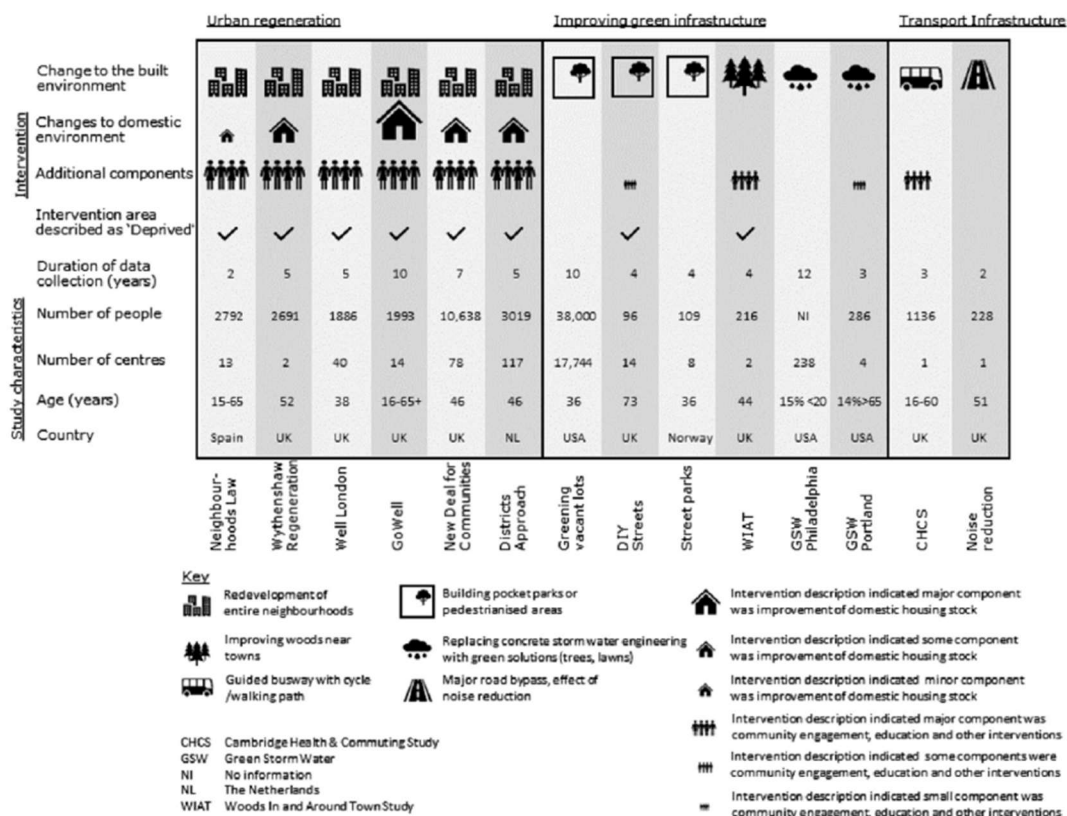 Urban regeneration Improving green infrastructure Transport Infrastructure
Change to the built
environment
Changes to domestic
environment
Intervention
Additional components
Intervention area
described as 'Deprived'
Duration of data
collection (years) 2 5 5 10 7 5 10 4 4 4 12 3 3 2
Study characteristics
Number of people 2792 2691 1886 1993 10,638 3019 38,000 96 109 216 NI 286 1136 228
Number of centres 13 2 40 14 78 117 17,744 14 8 2 238 4 1 1
Age (years) 15-65 52 38 16-65+ 46 46 36 73 36 44 15% <20 14%>65 16-60 51
Country Spain UK UK UK UK NL USA UK Norway UK USA USA UK UK
Neighbour-
hoods Law
Wythenshaw
Regeneration
Well London
GoWell
New Deal for
Communities
Districts
Approach
Greening
vacant lots
DIY
Streets
Street parks
WIAT
GSW
Philadelphia
GSW
Portland
CHCS
Noise
reduction
Key
Redevelopment of
entire neighbourhoods
Improving woods near
towns
Guided busway with cycle
/walking path
Building pocket parks or
pedestrianised areas
Replacing concrete storm water engineering
with green solutions (trees, lawns)
Major road bypass, effect of
noise reduction
Intervention description indicated major component
was improvement of domestic housing stock
Intervention description indicated some component
was improvement of domestic housing stock
Intervention description indicated minor component
was improvement of domestic housing stock
Intervention description indicated major component was
community engagement, education and other interventions
Intervention description indicated some components were
community engagement, education and other interventions
Intervention description indicated small component was
community engagement, education and other interventions
CHCS Cambridge Health & Commuting Study
GSW Green Storm Water
NI No information
NL The Netherlands
WIAT Woods In and Around Town Study